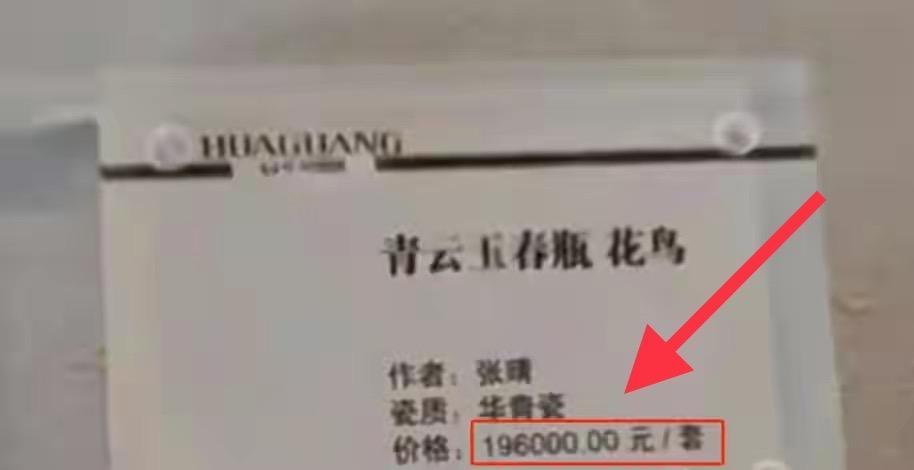 HUAGUANG
青云玉春瓶 花鸟
作者：张晴
瓷质：华青瓷
价格：196000.00 元 / 套